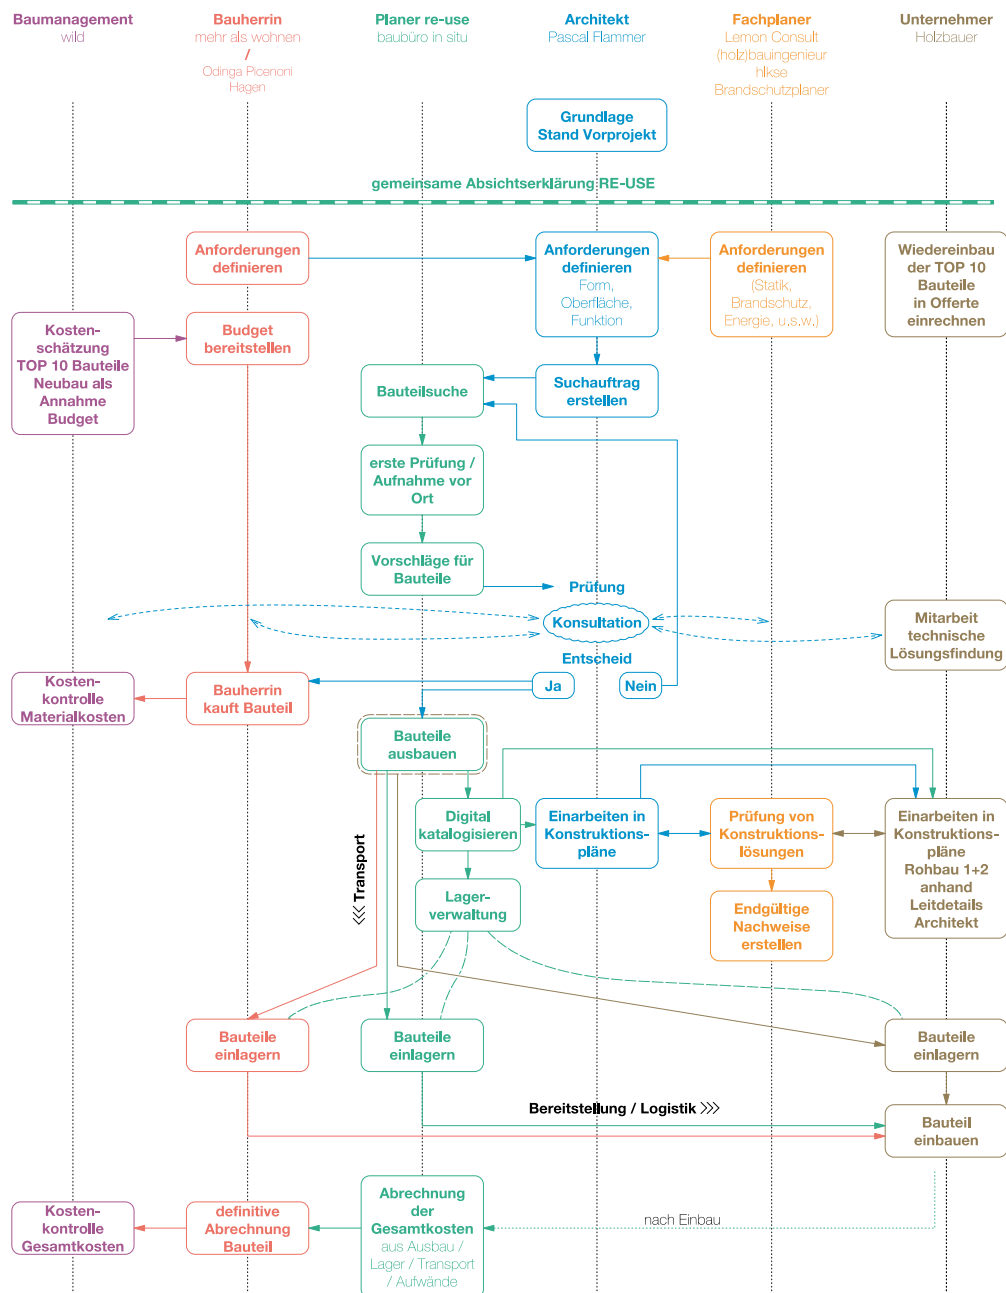 Baumanagement
wild
Bauherrin
mehr als wohnen
/
Odinga Picenoni
Hagen
Planer re-use
baubüro in situ
Architekt
Pascal Flammer
Fachplaner
Lemon Consult
(holz)bauingenieur
hlkse
Brandschutzplaner
Unternehmer
Holzbauer
Grundlage
Stand Vorprojekt
gemeinsame Absichtserklärung RE-USE
Anforderungen
definieren
Anforderungen
definieren
Form,
Oberfläche,
Funktion
Anforderungen
definieren
(Statik,
Brandschutz,
Energie, u.s.w.)
Wiedereinbau
der TOP 10
Bauteile
in Offerte
einrechnen
Kosten-
schätzung
TOP 10 Bauteile
Neubau als
Annahme
Budget
Budget
bereitstellen
Bauteilsuche
Suchauftrag
erstellen
erste Prüfung /
Aufnahme vor
Ort
Vorschläge für
Bauteile
Prüfung
Konsultation
Mitarbeit
technische
Lösungsfindung
Entscheid
Ja
Nein
Kosten-
kontrolle
Materialkosten
Bauherrin
kauft Bauteil
Bauteile
ausbauen
<<< Transport
Digital
katalogisieren
Einarbeiten in
Konstruktions-
pläne
Prüfung von
Konstruktions-
lösungen
Einarbeiten in
Konstruktions-
pläne
Rohbau 1+2
anhand
Leitdetails
Architekt
Lager-
verwaltung
Endgültige
Nachweise
erstellen
Bauteile
einlagern
Bauteile
einlagern
Bauteile
einlagern
Bereitstellung / Logistik >>>
Bauteil
einbauen
Kosten-
kontrolle
Gesamtkosten
definitive
Abrechnung
Bauteil
Abrechnung
der
Gesamtkosten
aus Ausbau /
Lager / Transport
/ Aufwände
nach Einbau